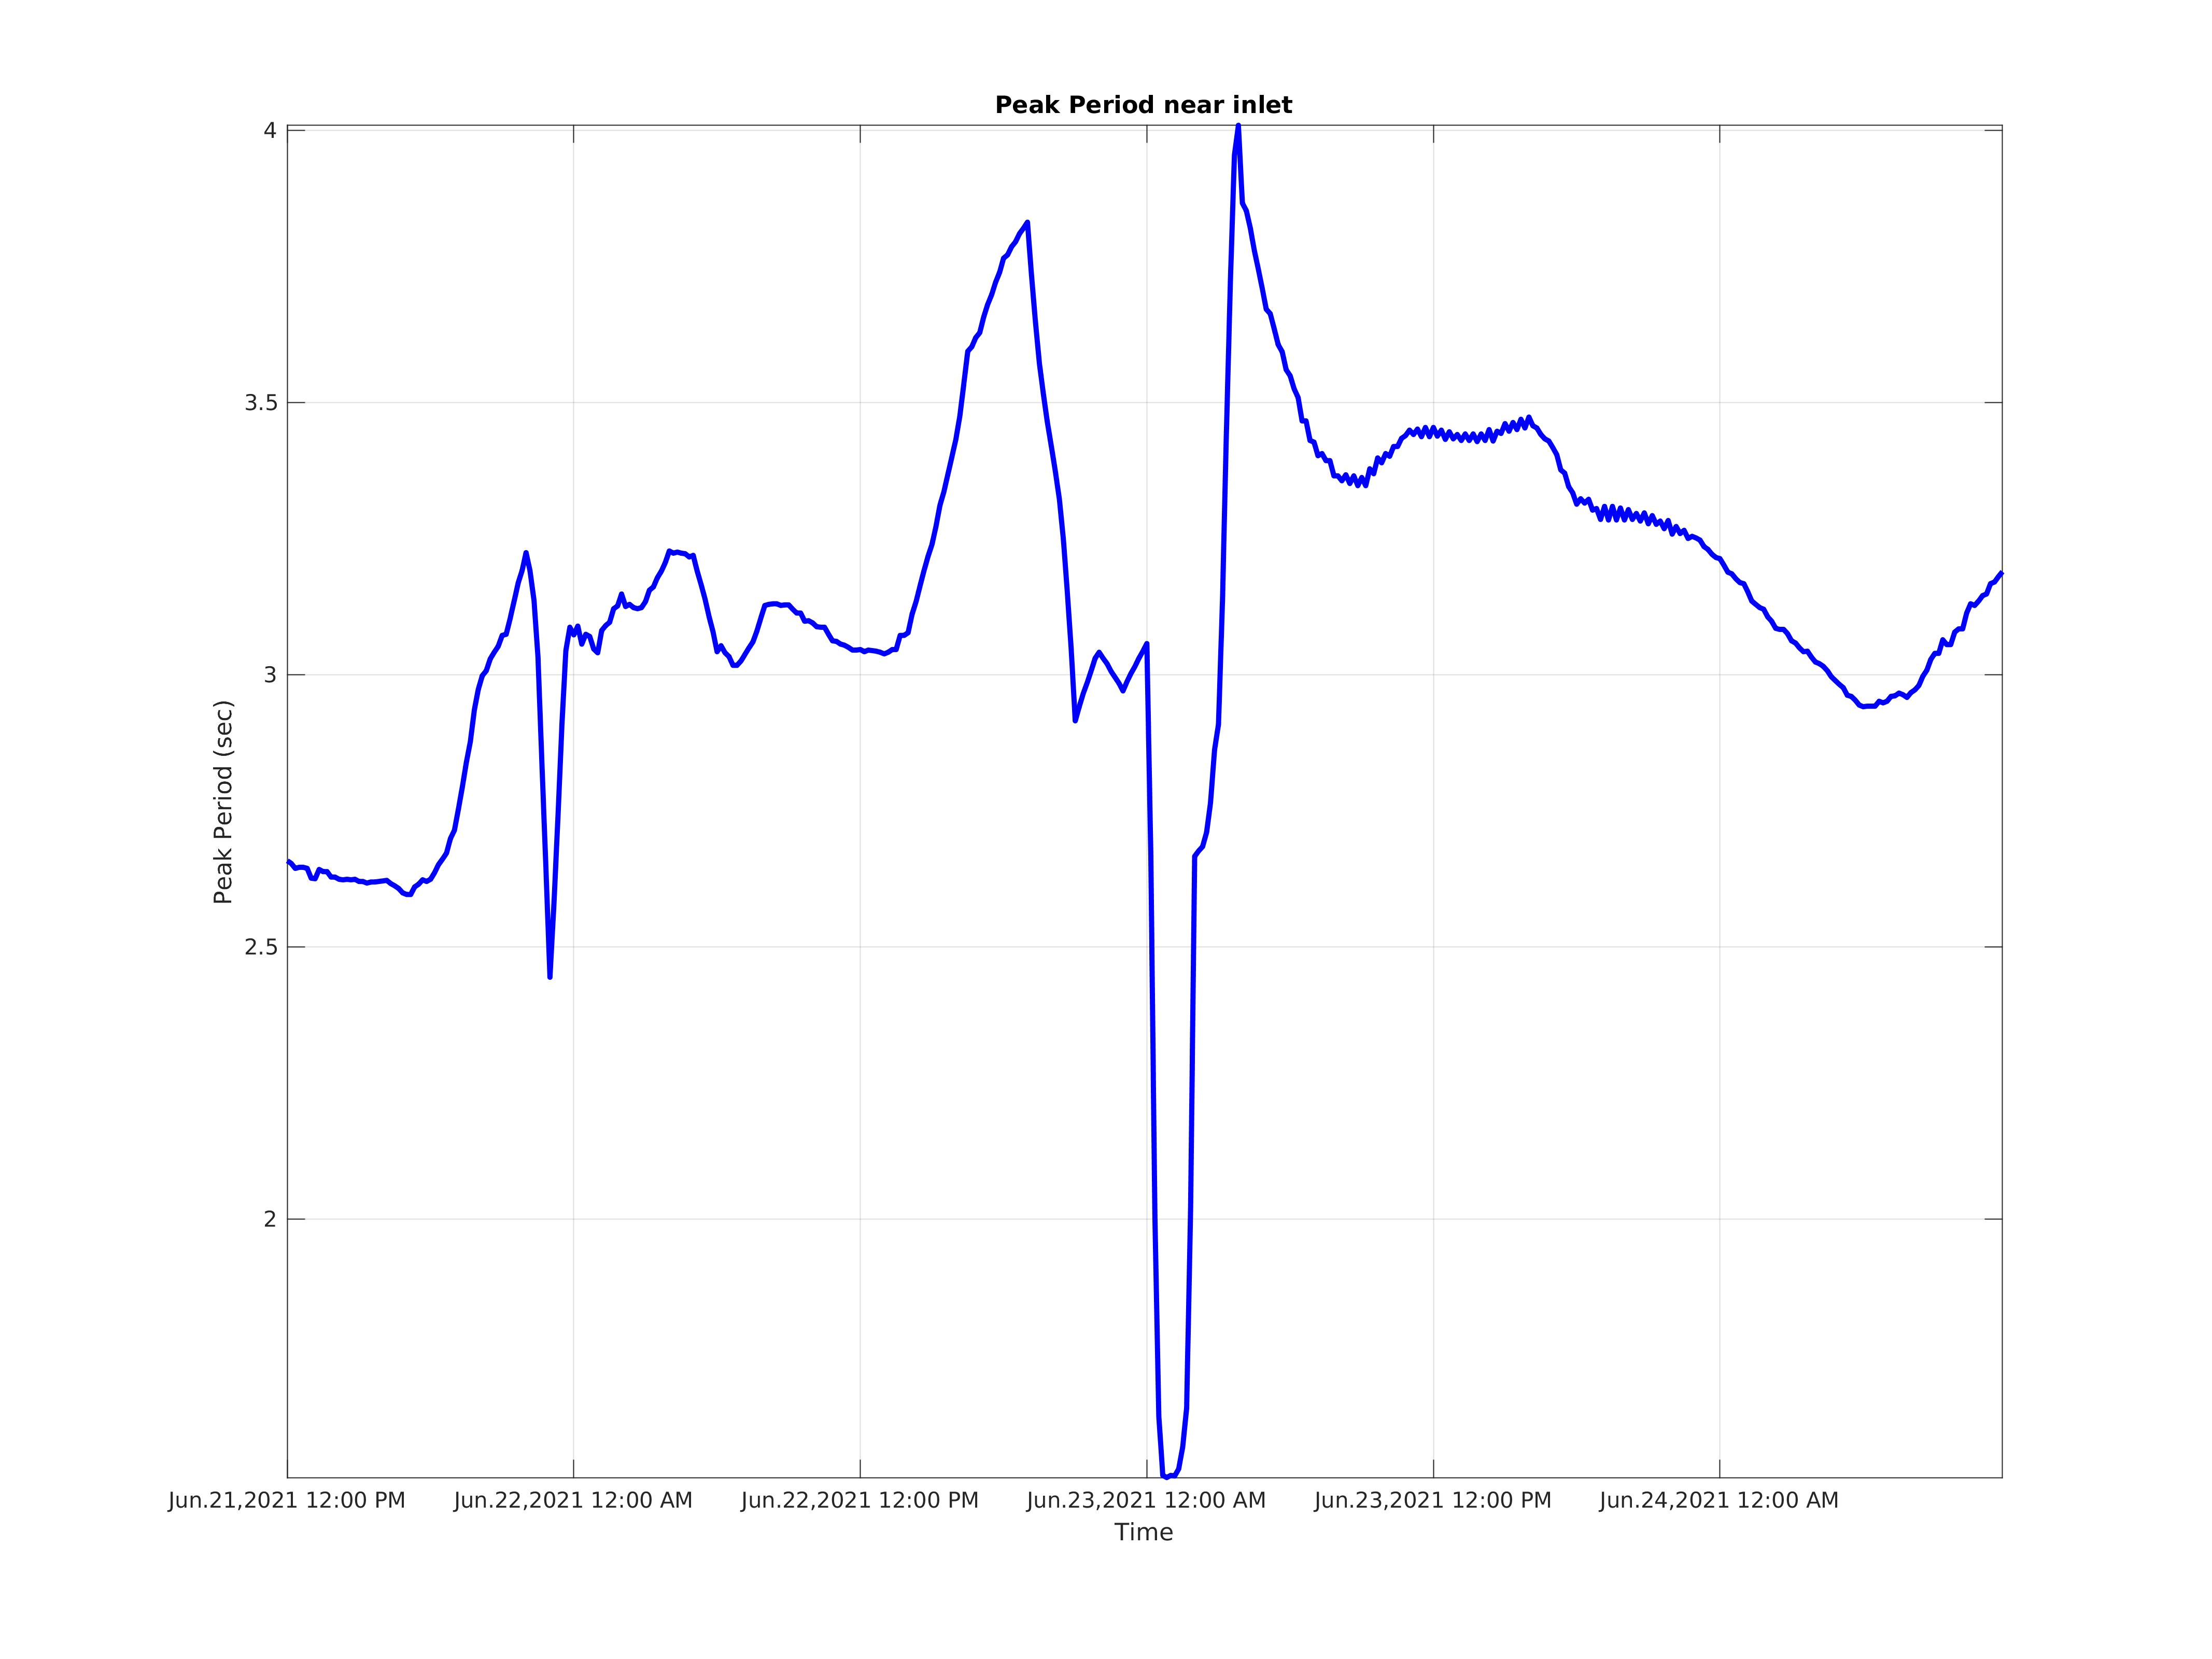 Peak Period near inlet
4
3.5
3
2.5
2
Peak Period (sec)
Jun.21,2021 12:00 PM
Jun.22,2021 12:00 AM
Jun.22,2021 12:00 PM
Jun.23,2021 12:00 AM
Jun.23,2021 12:00 PM
Jun.24,2021 12:00 AM
Time